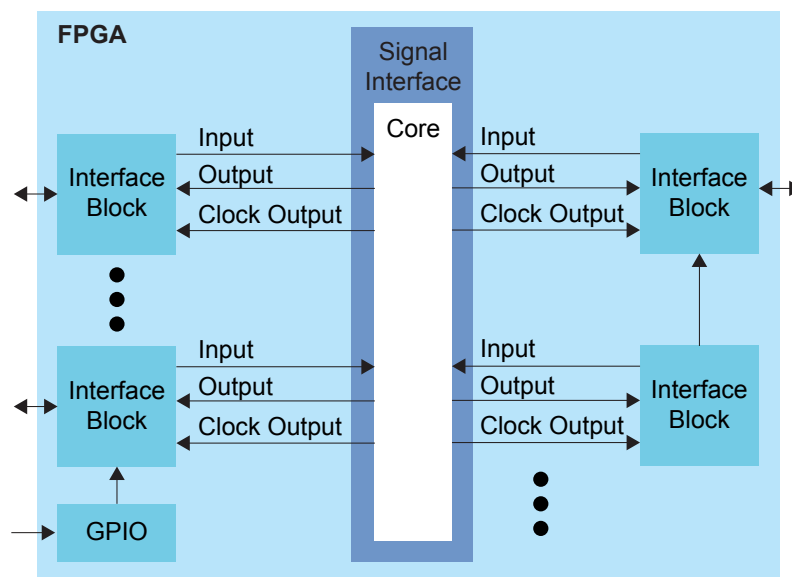 FPGA
Signal
Interface
Core
Input
Output
Clock Output
Interface
Block
Input
Output
Clock Output
Interface
Block
Input
Output
Clock Output
Interface
Block
Input
Output
Clock Output
Interface
Block
GPIO